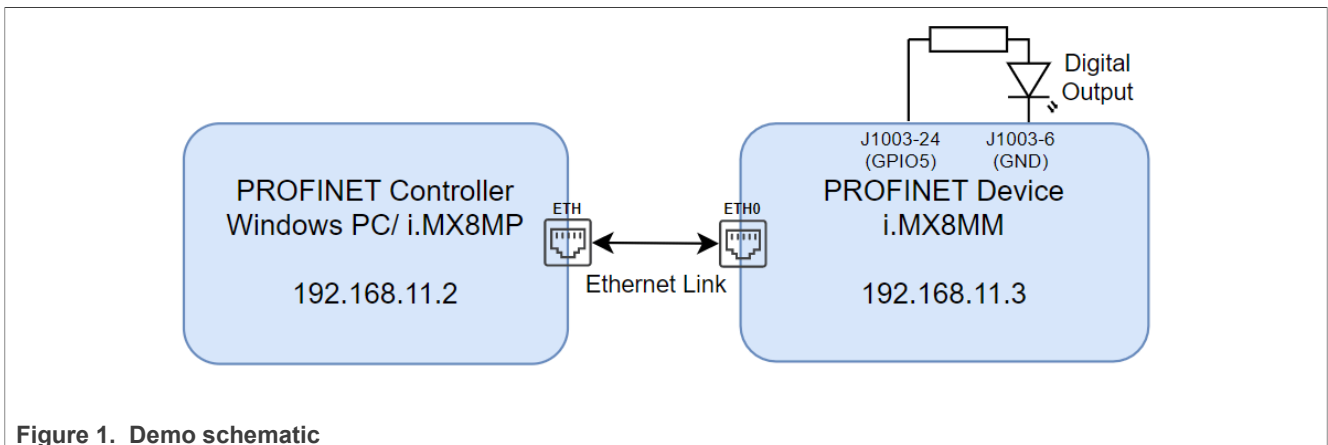 Digital
Output
J1003-24
(GPIO5)
J1003-6
(GND)
PROFINET Controller
Windows PC/ i.MX8MP
192.168.11.2
ETH
Ethernet Link
ETH0
PROFINET Device
i.MX8MM
192.168.11.3
Figure 1. Demo schematic